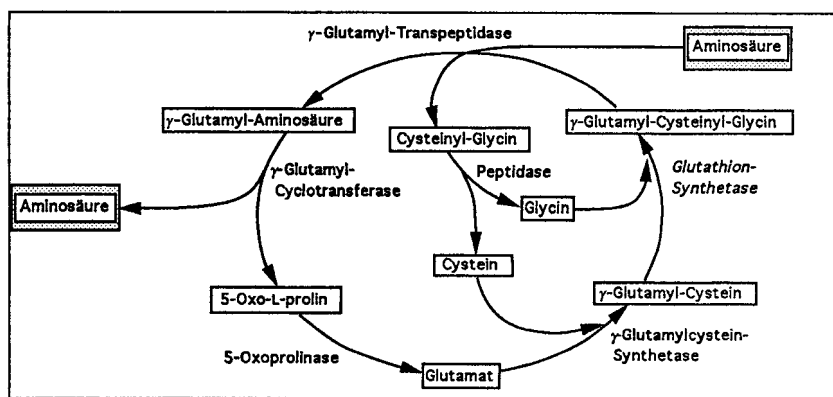 γ-Glutamyl-Transpeptidase
Aminosäure
γ-Glutamyl-Aminosäure
Cysteinyl-Glycin
γ-Glutamyl-Cysteinyl-Glycin
γ-Glutamyl-
Cyclotransferase
Peptidase
Glutathion-
Synthetase
Aminosäure
Glycin
Cystein
5-Oxo-L-prolin
γ-Glutamyl-Cystein
5-Oxoprolinase
γ-Glutamylcystein-
Synthetase
Glutamat